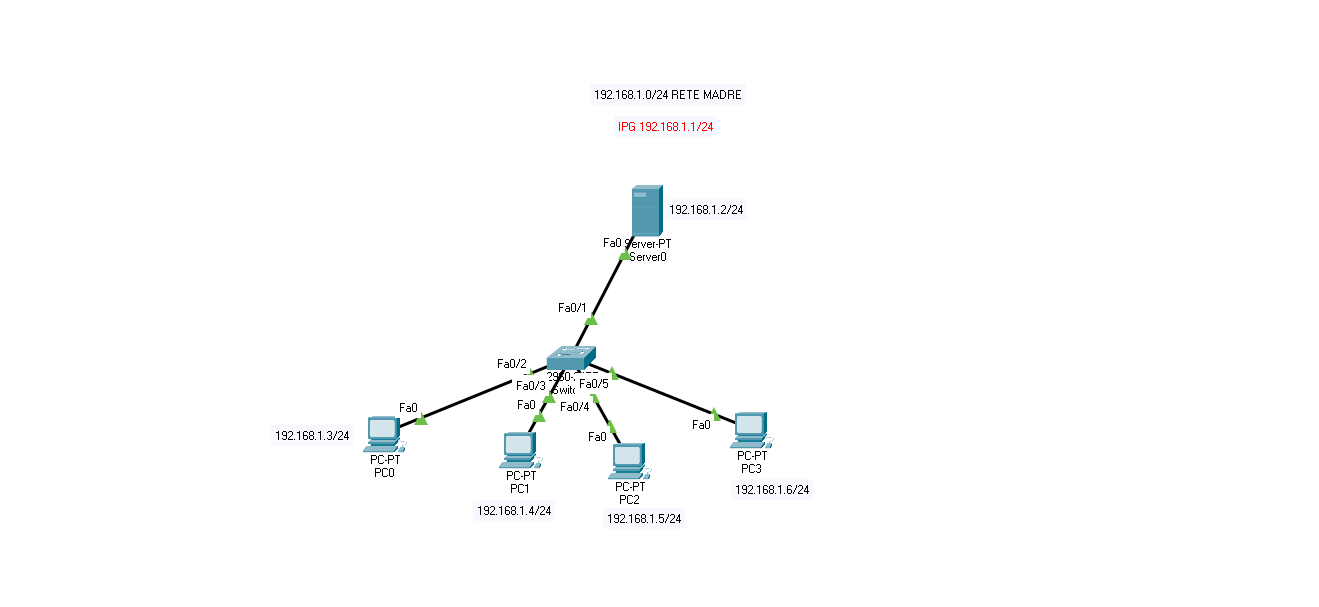 192.168.1.0/24 RETE MADRE
IPG 192.168.1.1/24
192.168.1.2/24
Fa0
Server-PT
Server0
Fa0/1
Fa0/2
Fa0/3
Fa0/5
Fa0
Fa0/4
Fa0
Fa0
Fa0
192.168.1.3/24
PC-PT
PC0
PC-PT
PC1
PC-PT
PC2
PC-PT
PC3
192.168.1.4/24
192.168.1.5/24
192.168.1.6/24